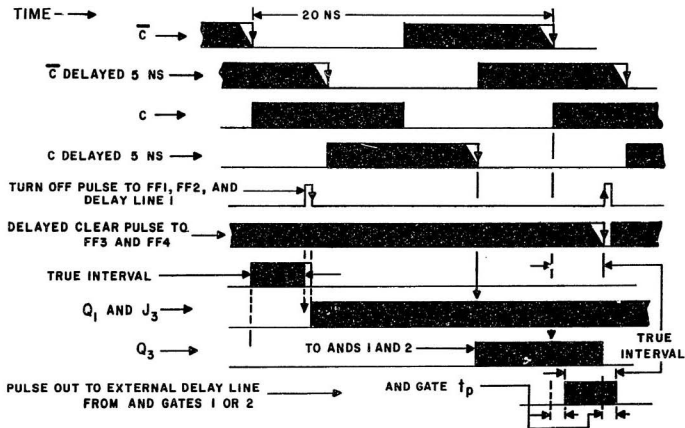 TIME
20 NS
C̅
C̅ DELAYED 5 NS
C
C DELAYED 5 NS
TURN OFF PULSE TO FF1, FF2, AND
DELAY LINE 1
DELAYED CLEAR PULSE TO
FF3 AND FF4
TRUE INTERVAL
Q₁ AND J₃
TRUE
INTERVAL
Q₃
TO ANDS 1 AND 2
PULSE OUT TO EXTERNAL DELAY LINE
FROM AND GATES 1 OR 2
AND GATE tₚ